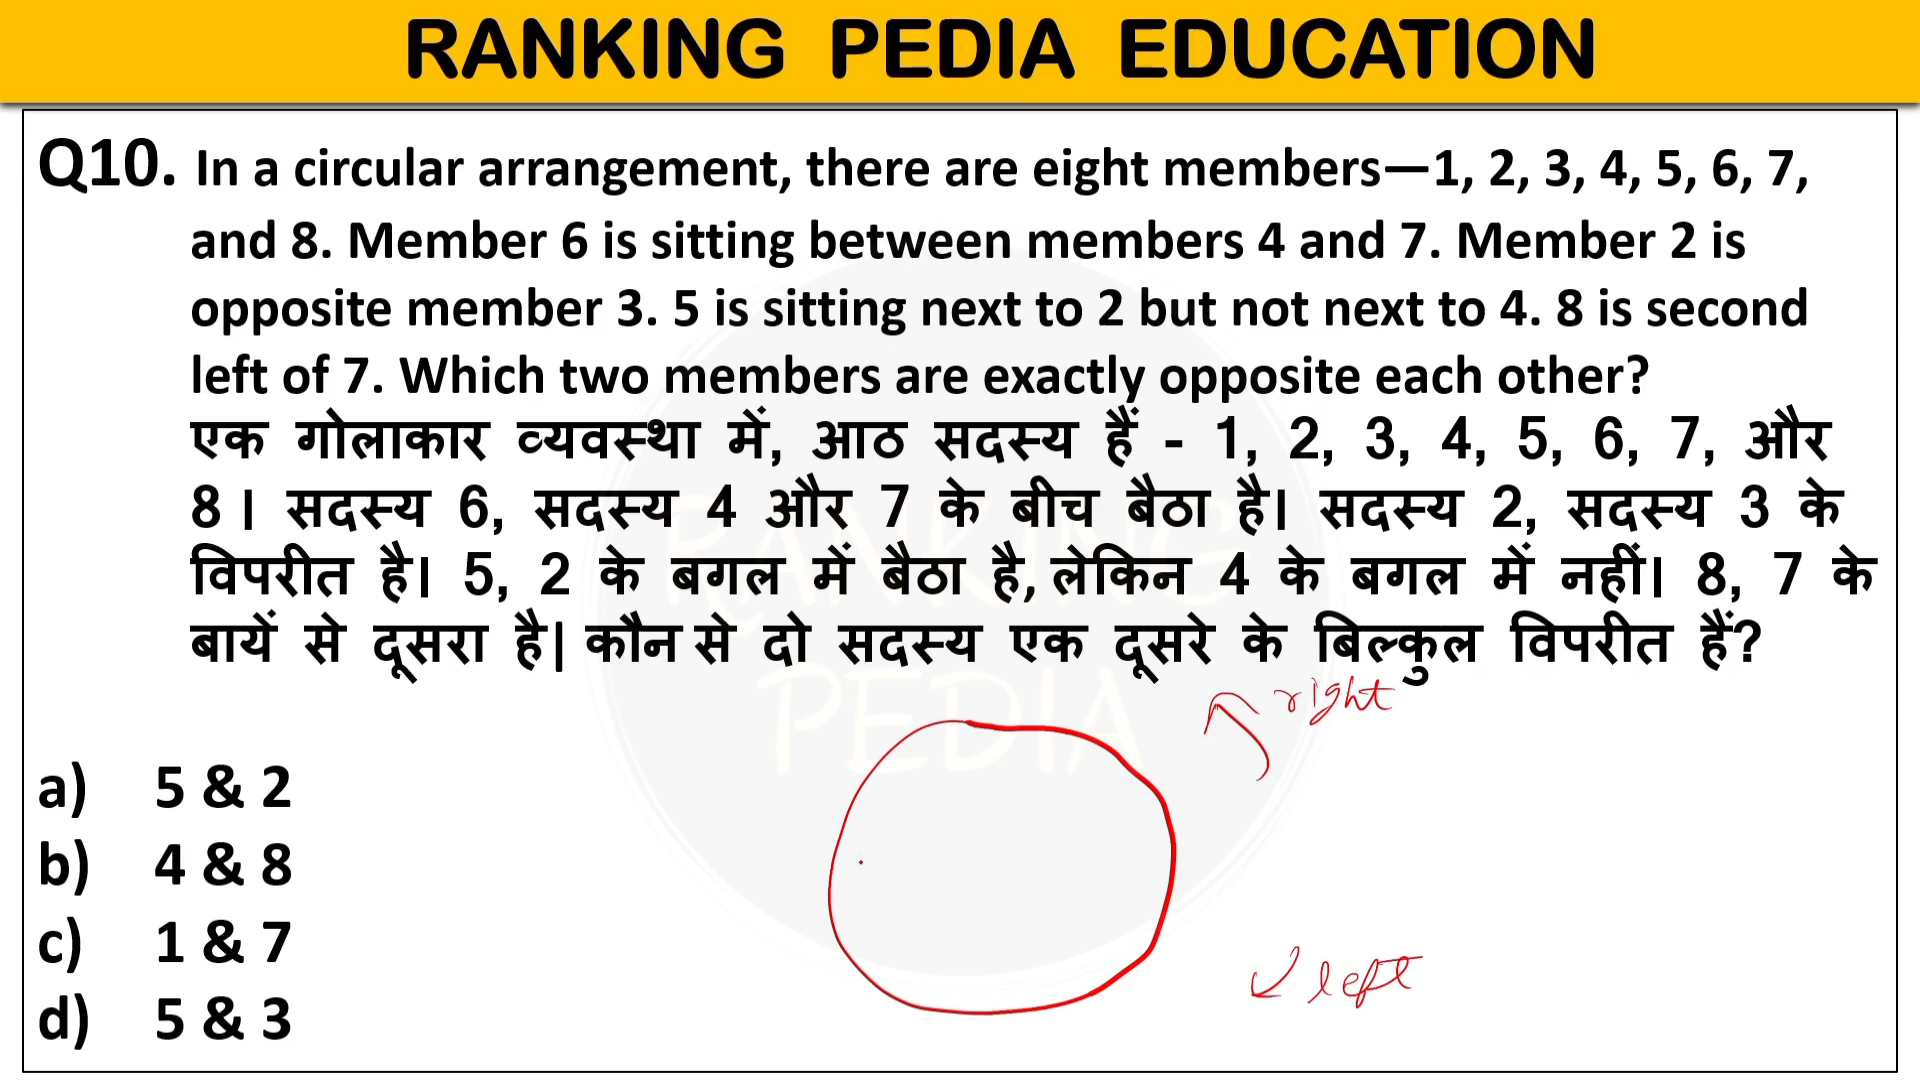 RANKING PEDIA EDUCATION
Q10. In a circular arrangement, there are eight members—1, 2, 3, 4, 5, 6, 7,
and 8. Member 6 is sitting between members 4 and 7. Member 2 is
opposite member 3. 5 is sitting next to 2 but not next to 4. 8 is second
left of 7. Which two members are exactly opposite each other?
एक गोलाकार व्यवस्था में, आठ सदस्य हैं - 1, 2, 3, 4, 5, 6, 7, और
8। सदस्य 6, सदस्य 4 और 7 के बीच बैठा है। सदस्य 2, सदस्य 3 के
विपरीत है। 5, 2 के बगल में बैठा है, लेकिन 4 के बगल में नहीं। 8, 7 के
बायें से दूसरा है| कौन से दो सदस्य एक दूसरे के बिल्कुल विपरीत हैं?
RANKING
PEDIA
right
a) 5 & 2
b) 4 & 8
c) 1 & 7
left
d) 5 & 3